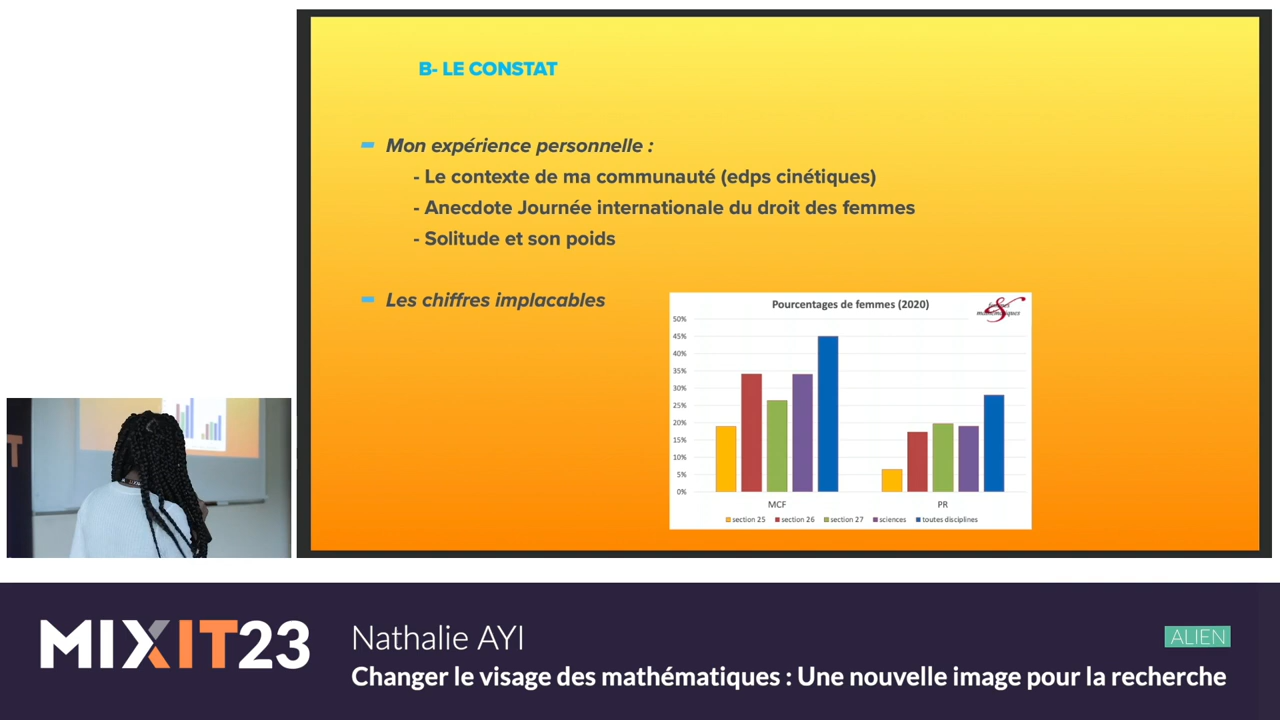 B- LE CONSTAT
Mon expérience personnelle :
- Le contexte de ma communauté (edps cinétiques)
- Anecdote Journée internationale du droit des femmes
- Solitude et son poids
Les chiffres implacables
Pourcentages de femmes (2020)
femmes & mathématiques
50%
45%
40%
35%
30%
25%
20%
15%
10%
5%
0%
MCF PR
section 25 section 26 section 27 sciences toutes disciplines
T
MIXIT23
Nathalie AYI
ALIEN
Changer le visage des mathématiques : Une nouvelle image pour la recherche